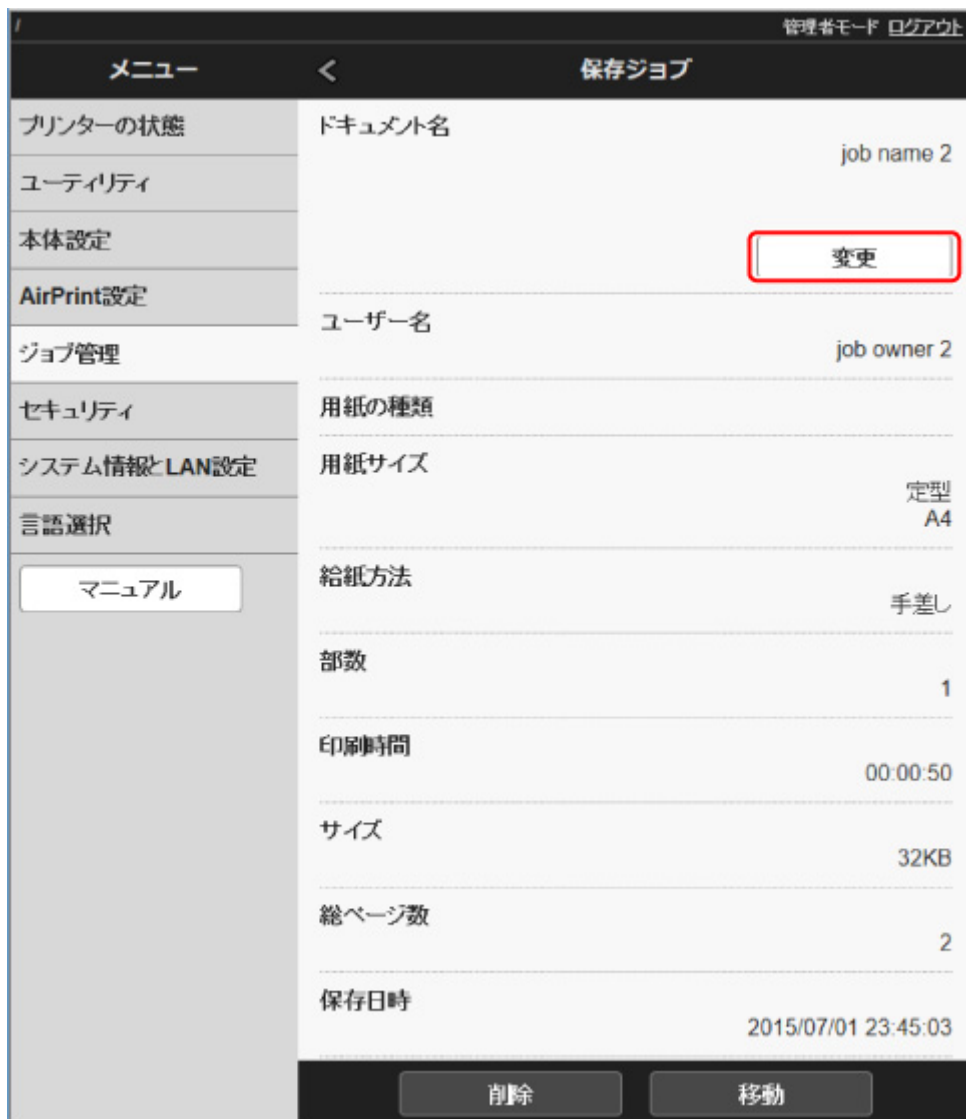 /
管理者モード ログアウト
メニュー
<
保存ジョブ
プリンターの状態
ユーティリティ
本体設定
AirPrint設定
ジョブ管理
セキュリティ
システム情報とLAN設定
言語選択
マニュアル
ドキュメント名
job name 2
変更
ユーザー名
job owner 2
用紙の種類
用紙サイズ
定型
A4
給紙方法
手差し
部数
1
印刷時間
00:00:50
サイズ
32KB
総ページ数
2
保存日時
2015/07/01 23:45:03
削除
移動